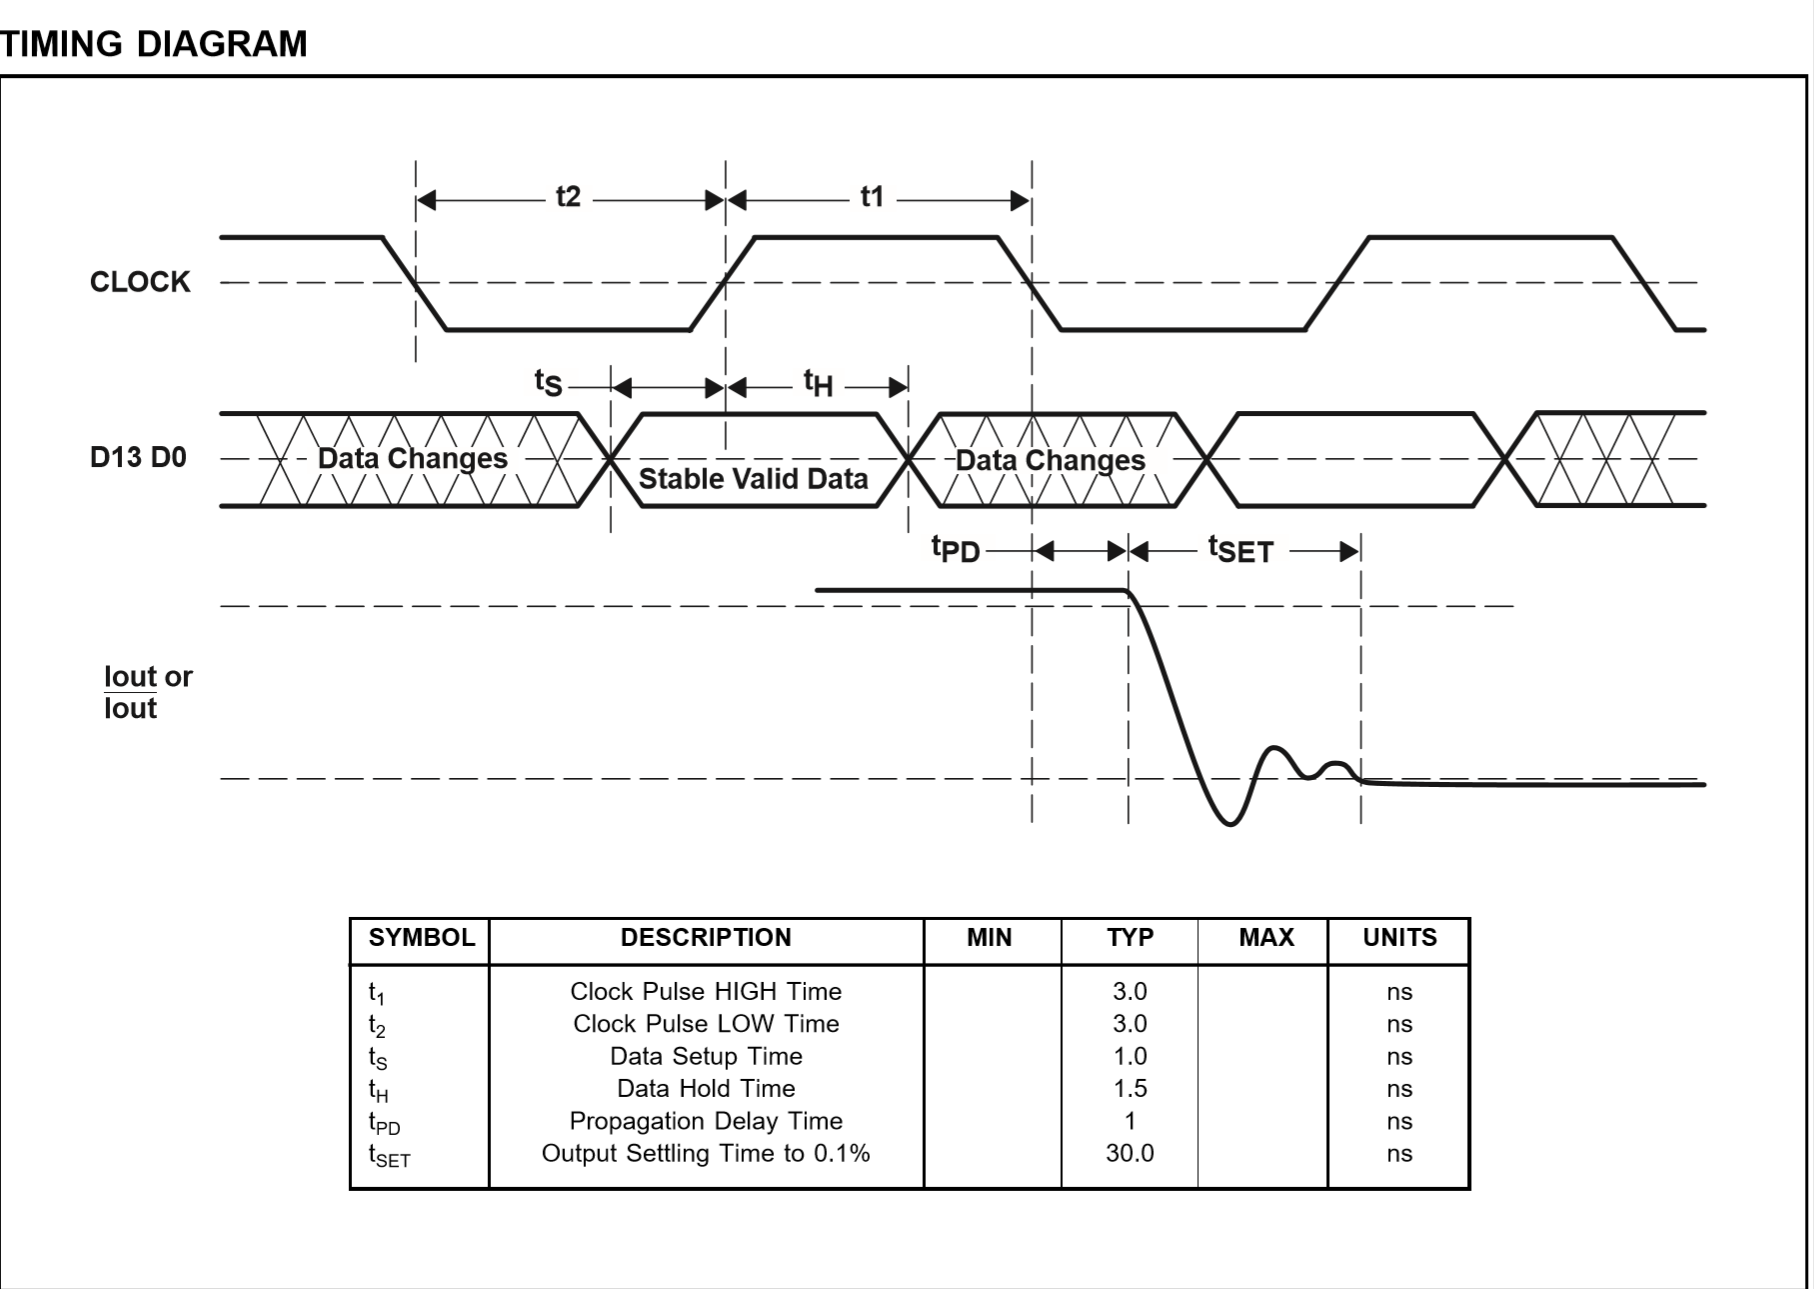 TIMING DIAGRAM
t2
t1
CLOCK
tS
tH
D13 D0
Data Changes
Stable Valid Data
Data Changes
tPD
tSET
Iout or
Iout
SYMBOL DESCRIPTION MIN TYP MAX UNITS
t1 Clock Pulse HIGH Time 3.0 ns
t2 Clock Pulse LOW Time 3.0 ns
tS Data Setup Time 1.0 ns
tH Data Hold Time 1.5 ns
tPD Propagation Delay Time 1 ns
tSET Output Settling Time to 0.1% 30.0 ns